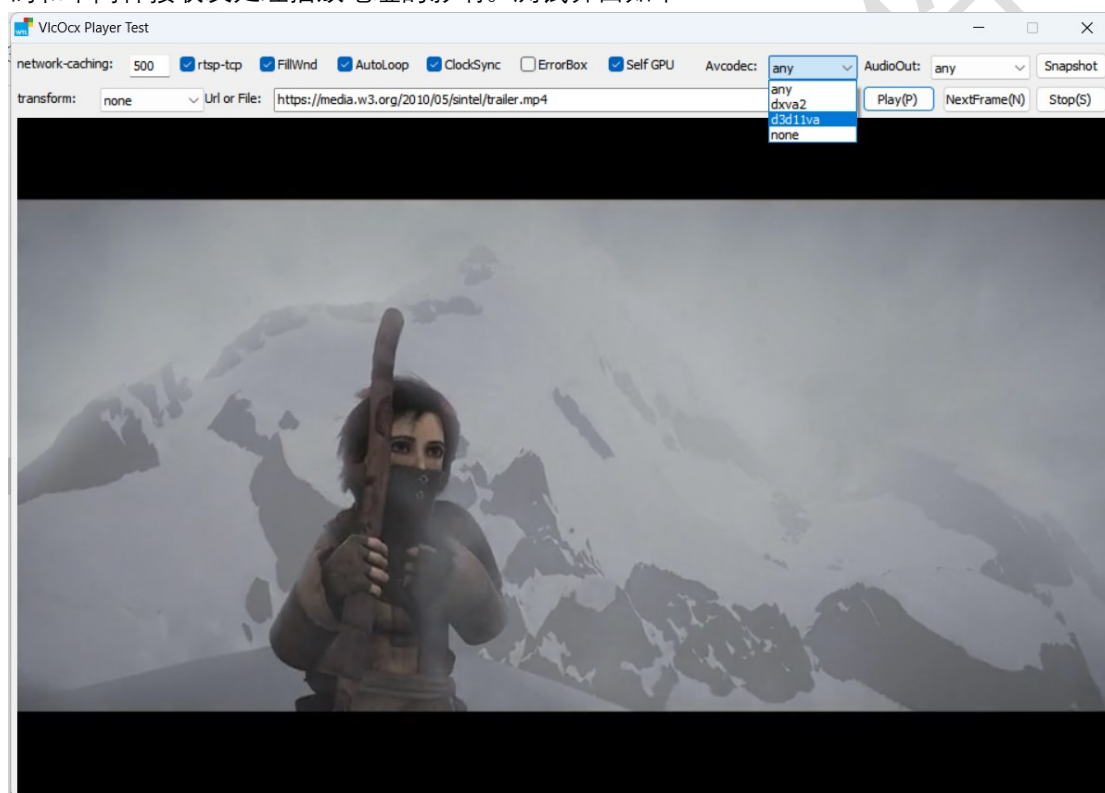 VlcOcx Player Test
network-caching: 500 rtsp-tcp FillWnd AutoLoop ClockSync ErrorBox Self GPU Avcodec: any AudioOut: any Snapshot
transform: none Url or File: https://media.w3.org/2010/05/sintel/trailer.mp4 Play(P) NextFrame(N) Stop(S)
any
dxva2
d3d11va
none